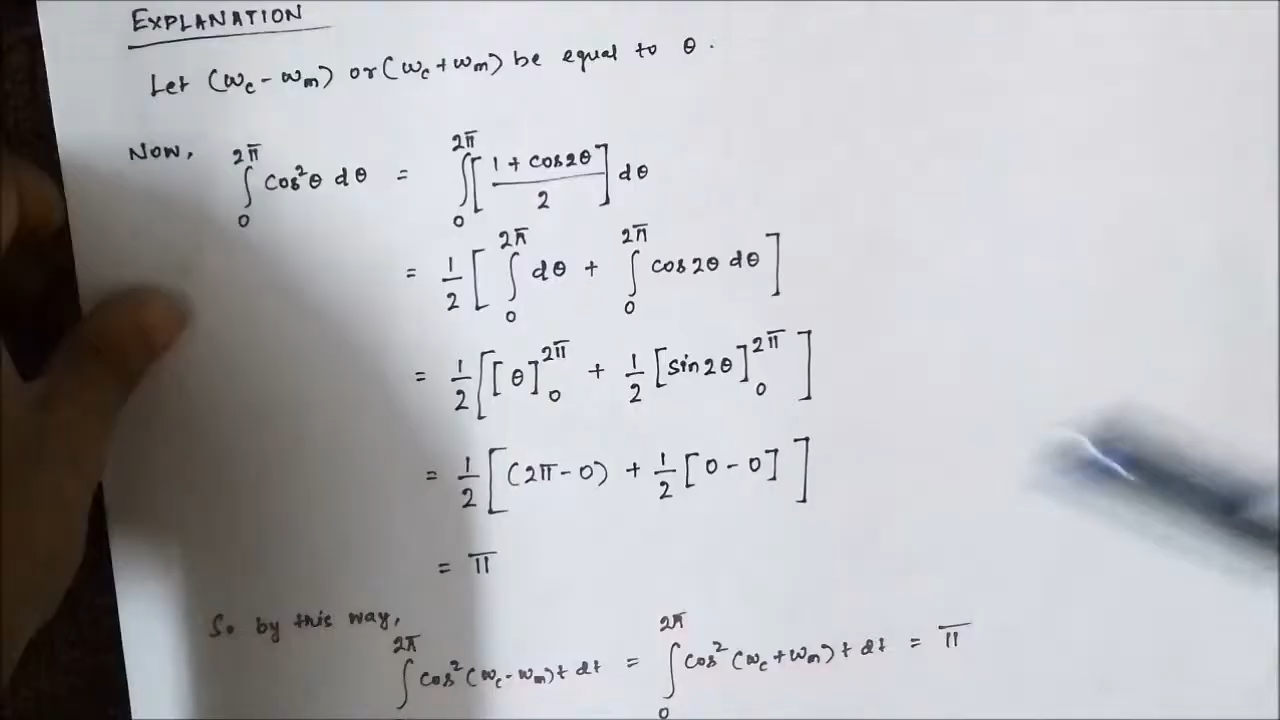 EXPLANATION
Let (ωc - ωm) or (ωc + ωm) be equal to θ.
Now, ∫₀^2π cos²θ dθ = ∫₀^2π [(1 + cos2θ)/2] dθ
= 1/2 [∫₀^2π dθ + ∫₀^2π cos2θ dθ]
= 1/2 [[θ]₀^2π + 1/2 [sin2θ]₀^2π]
= 1/2 [(2π - 0) + 1/2 [0 - 0]]
= π
So by this way,
∫^2π cos²(ωc - ωm)t dt = ∫₀^2π cos²(ωc + ωm)t dt = π